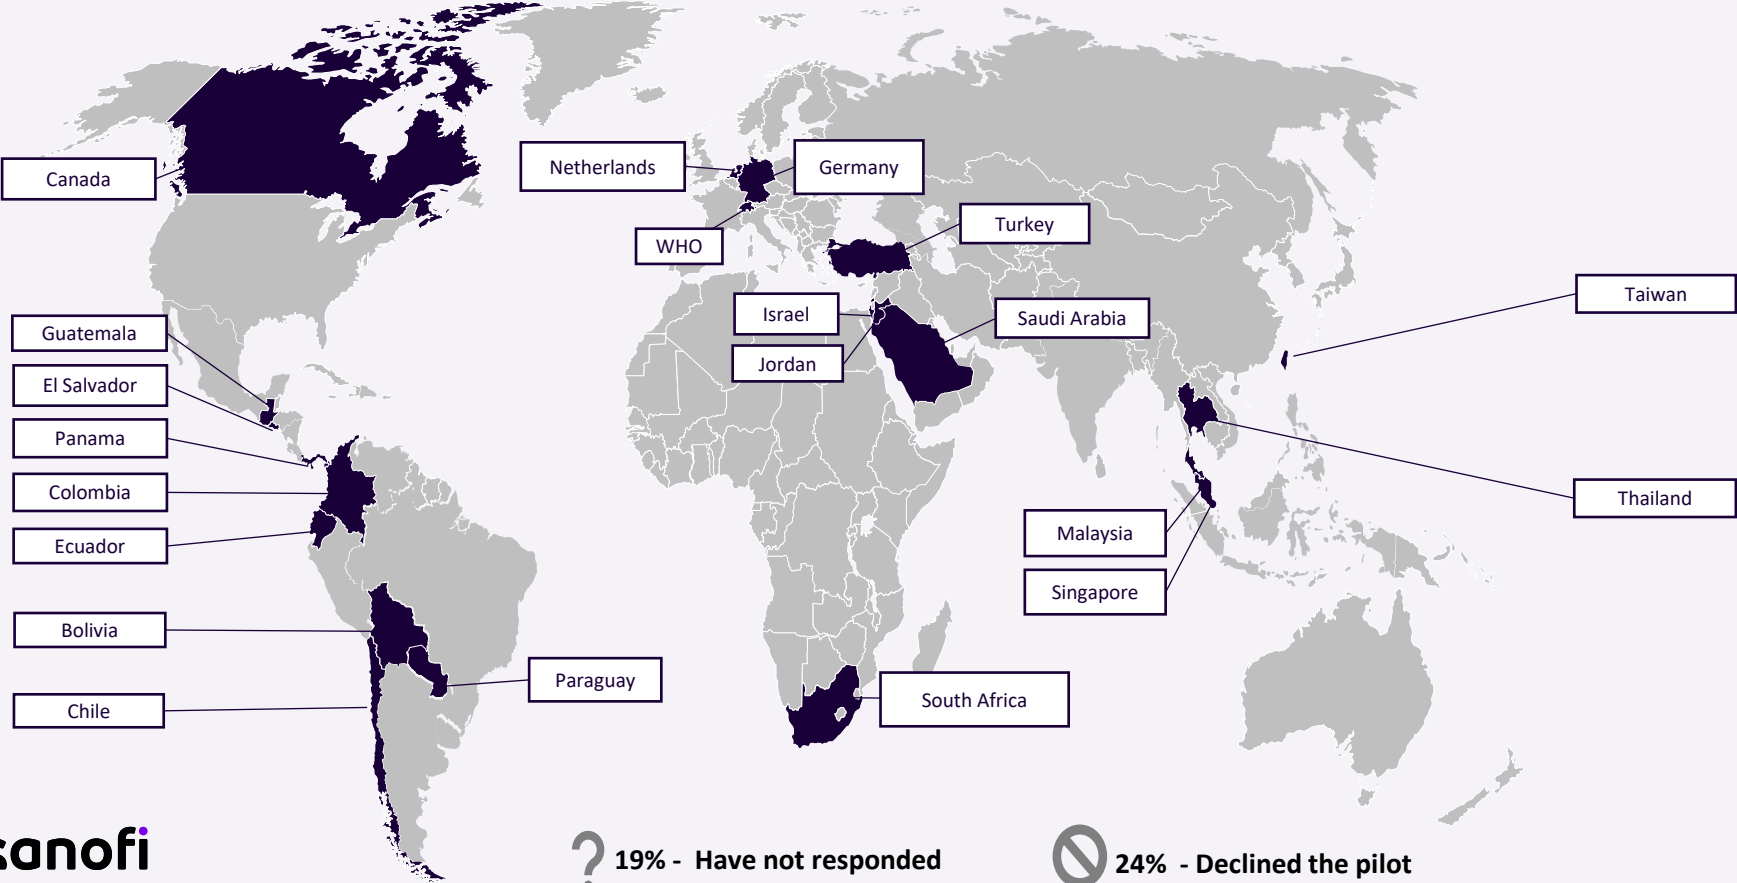 Canada
Netherlands
Germany
WHO
Turkey
Israel
Saudi Arabia
Jordan
Taiwan
Guatemala
El Salvador
Panama
Colombia
Ecuador
Bolivia
Chile
Paraguay
South Africa
Malaysia
Singapore
Thailand
sanofi
? 19% - Have not responded
24% - Declined the pilot